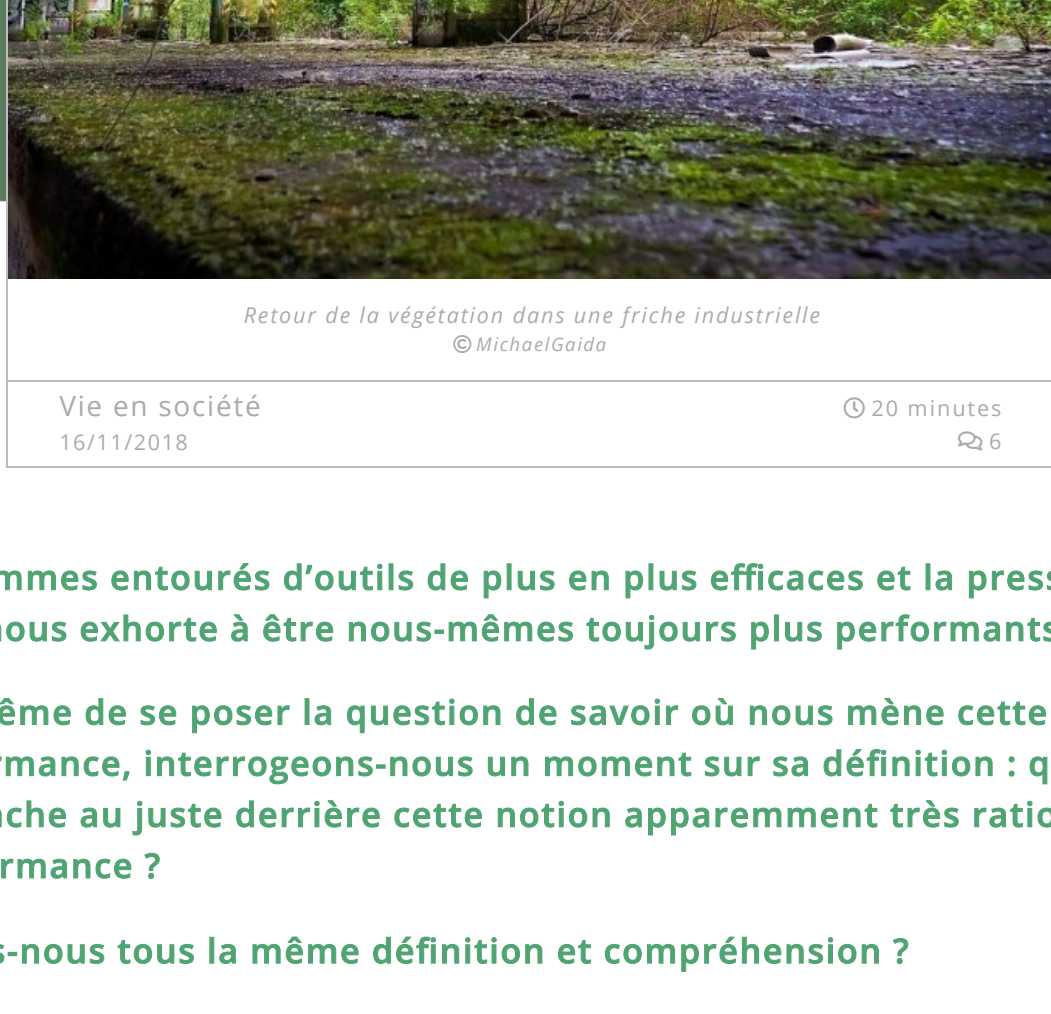 Retour de la végétation dans une friche industrielle
© MichaelGaida
Vie en société
20 minutes
16/11/2018
6
mmes entourés d’outils de plus en plus efficaces et la press
nous exhorte à être nous-mêmes toujours plus performants
ême de se poser la question de savoir où nous mène cette
rmance, interrogeons-nous un moment sur sa définition : q
ache au juste derrière cette notion apparemment très ratio
rmance ?
s-nous tous la même définition et compréhension ?